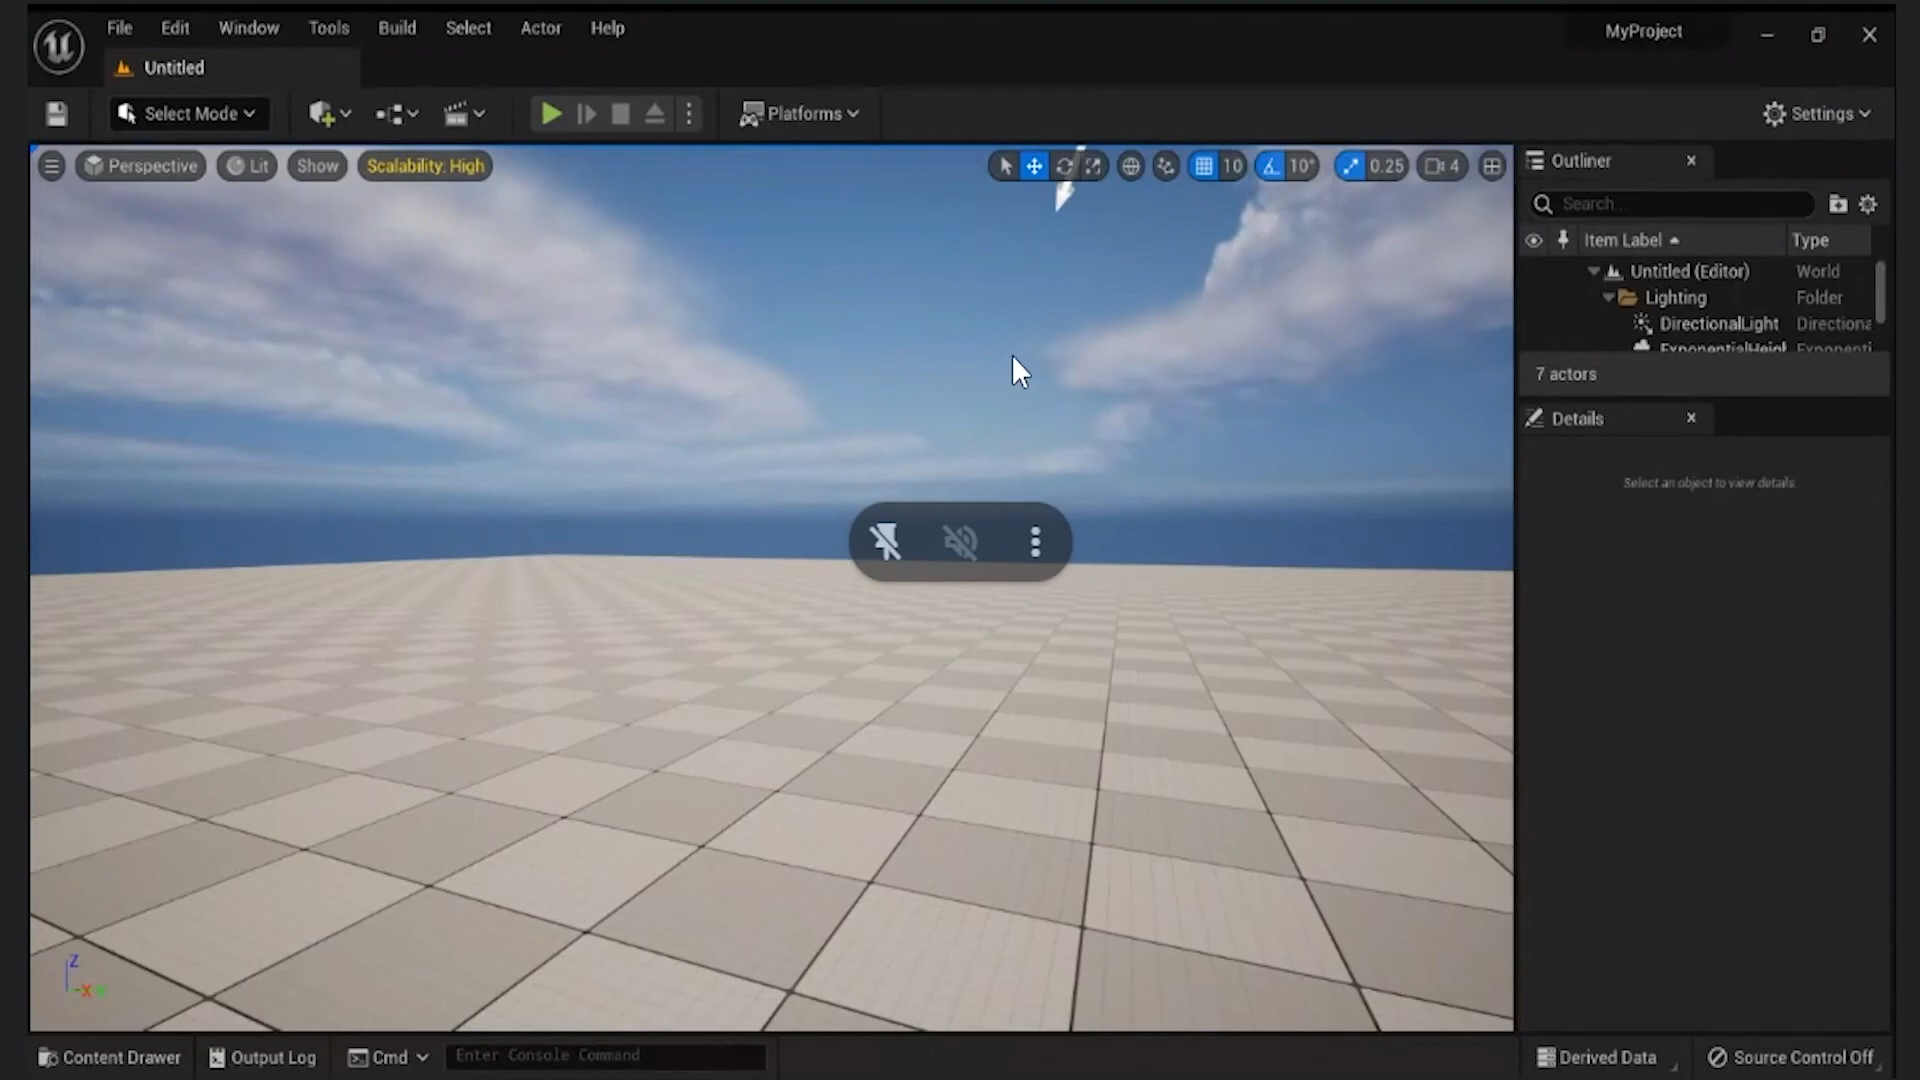 File Edit Window Tools Build Select Actor Help
MyProject
Untitled
Select Mode
Platforms
Settings
Perspective Lit Show Scalability: High
10 10° 0.25 4
Outliner
Search...
Item Label Type
Untitled (Editor) World
Lighting Folder
DirectionalLight Directiona
ExponentialHeigl Exponenti
7 actors
Details
Select an object to view details.
Z
X
Content Drawer Output Log Cmd Enter Console Command
Derived Data Source Control Off